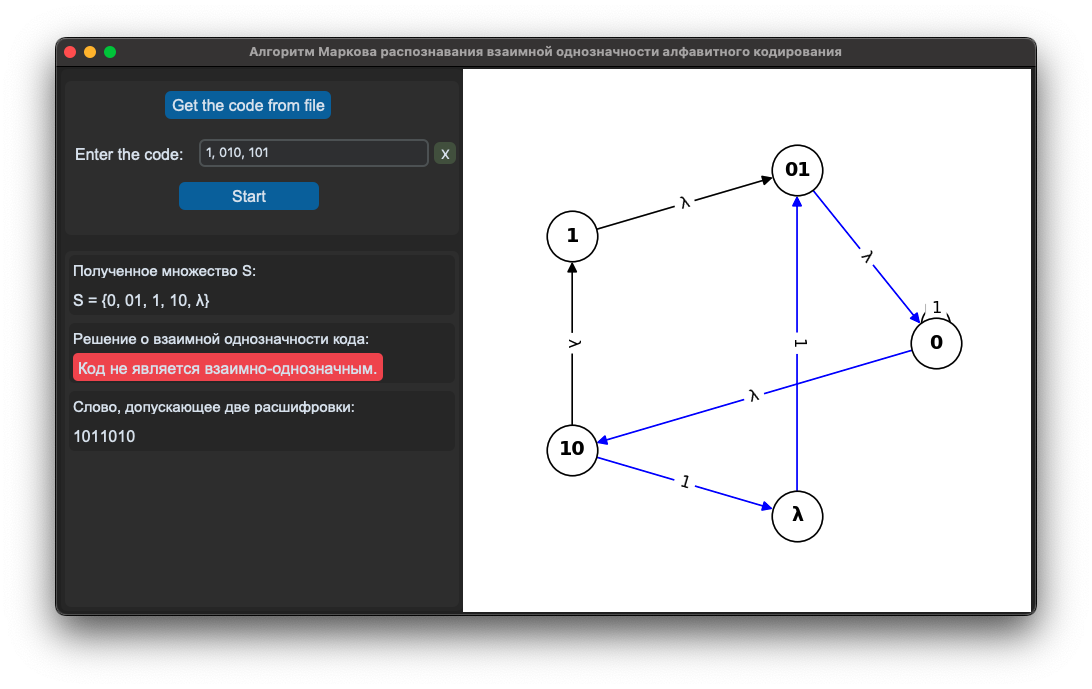 Алгоритм Маркова распознавания взаимной однозначности алфавитного кодирования
Get the code from file
Enter the code:
1, 010, 101
X
Start
Полученное множество S:
S = {0, 01, 1, 10, λ}
Решение о взаимной однозначности кода:
Код не является взаимно-однозначным.
Слово, допускающее две расшифровки:
1011010
01
λ
1
λ
1
0
λ
1
λ
10
1
λ